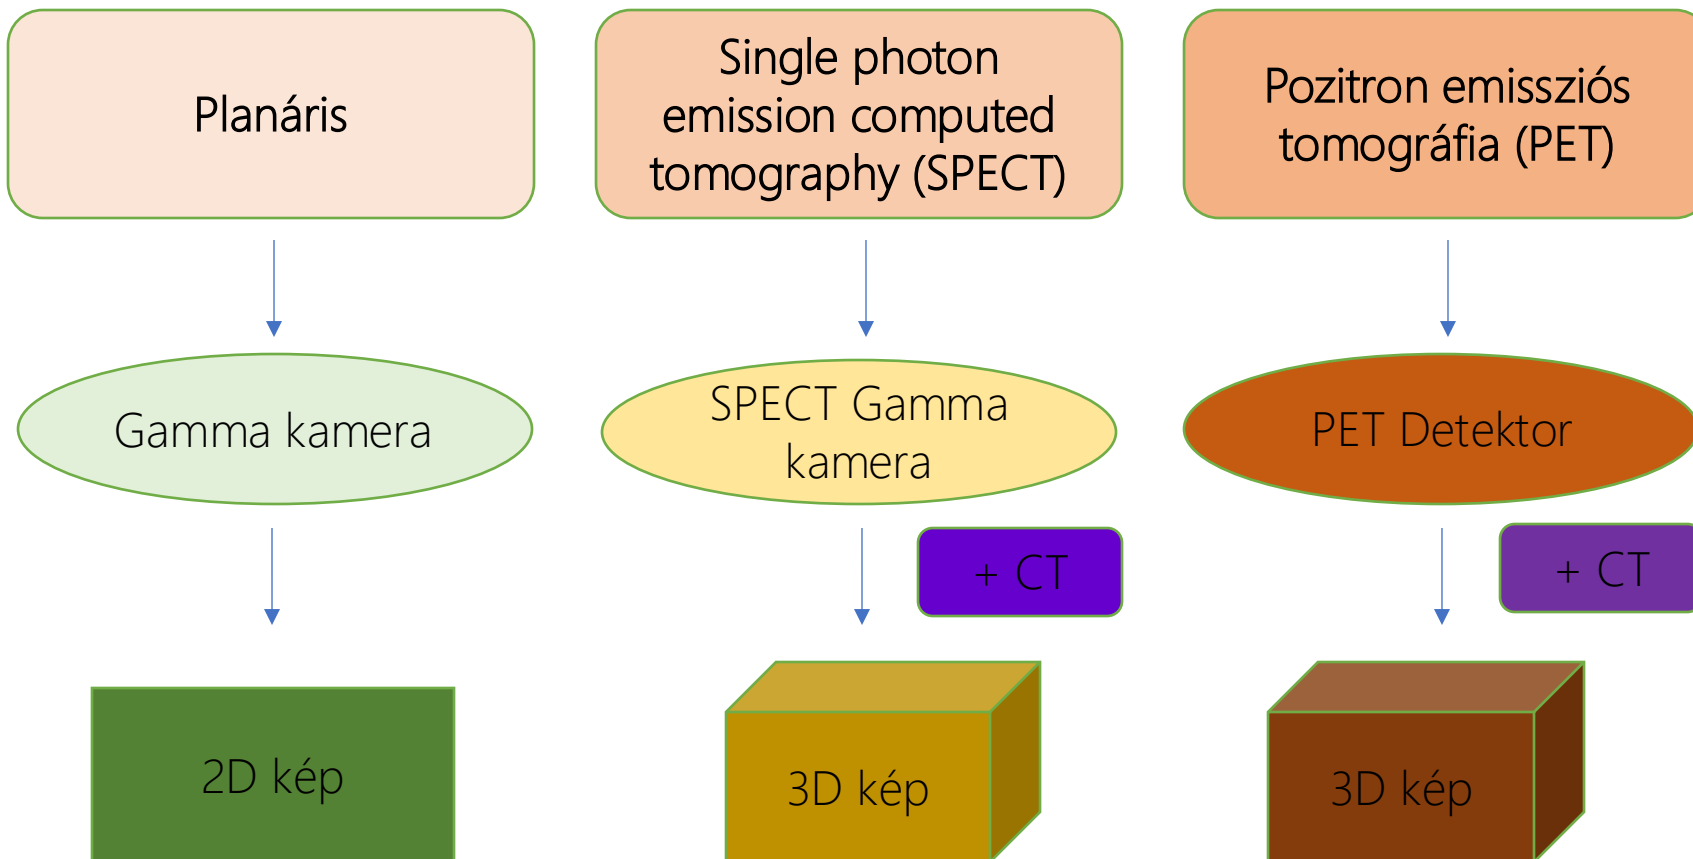 Planáris
Single photon
emission computed
tomography (SPECT)
Pozitron emissziós
tomográfia (PET)
Gamma kamera
SPECT Gamma
kamera
PET Detektor
+ CT
+ CT
2D kép
3D kép
3D kép